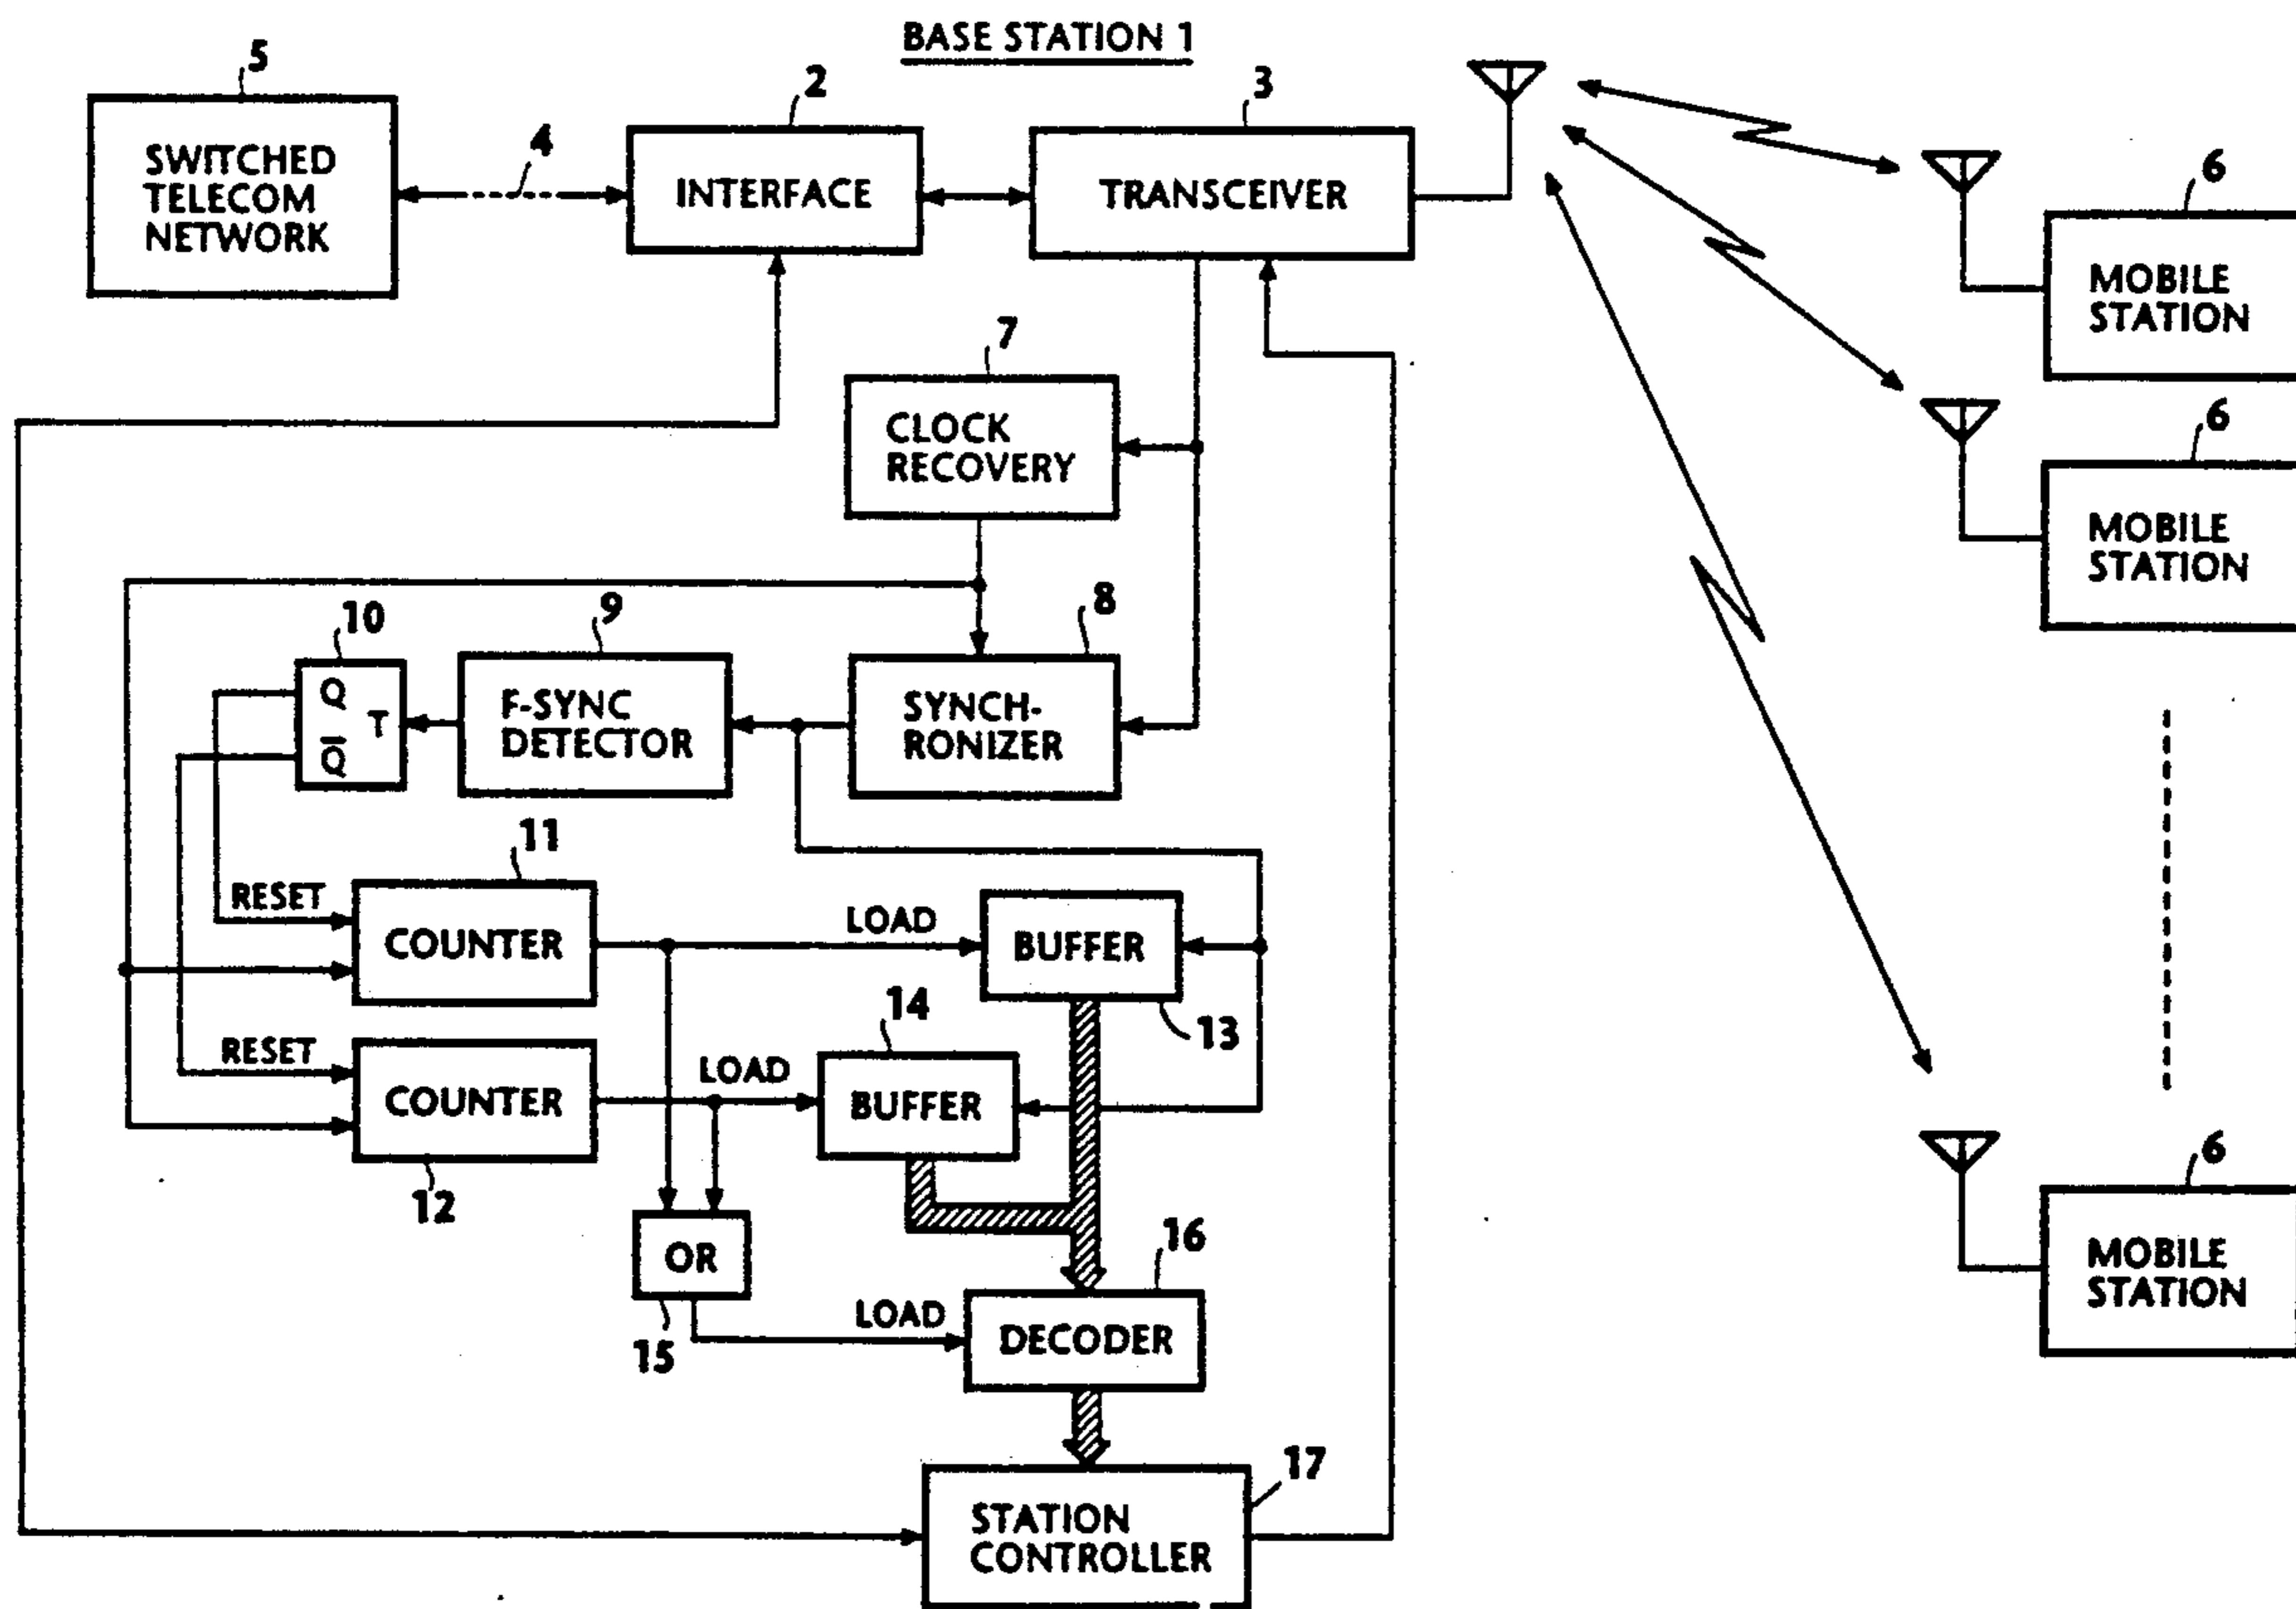 BASE STATION 1
5
2
3
4
SWITCHED
TELECOM
NETWORK
INTERFACE
TRANSCEIVER
6
MOBILE
STATION
7
CLOCK
RECOVERY
6
MOBILE
STATION
10
9
8
Q
T
Q̅
F-SYNC
DETECTOR
SYNCH-
RONIZER
11
RESET
COUNTER
LOAD
BUFFER
13
14
RESET
COUNTER
12
LOAD
BUFFER
6
MOBILE
STATION
OR
15
16
LOAD
DECODER
17
STATION
CONTROLLER